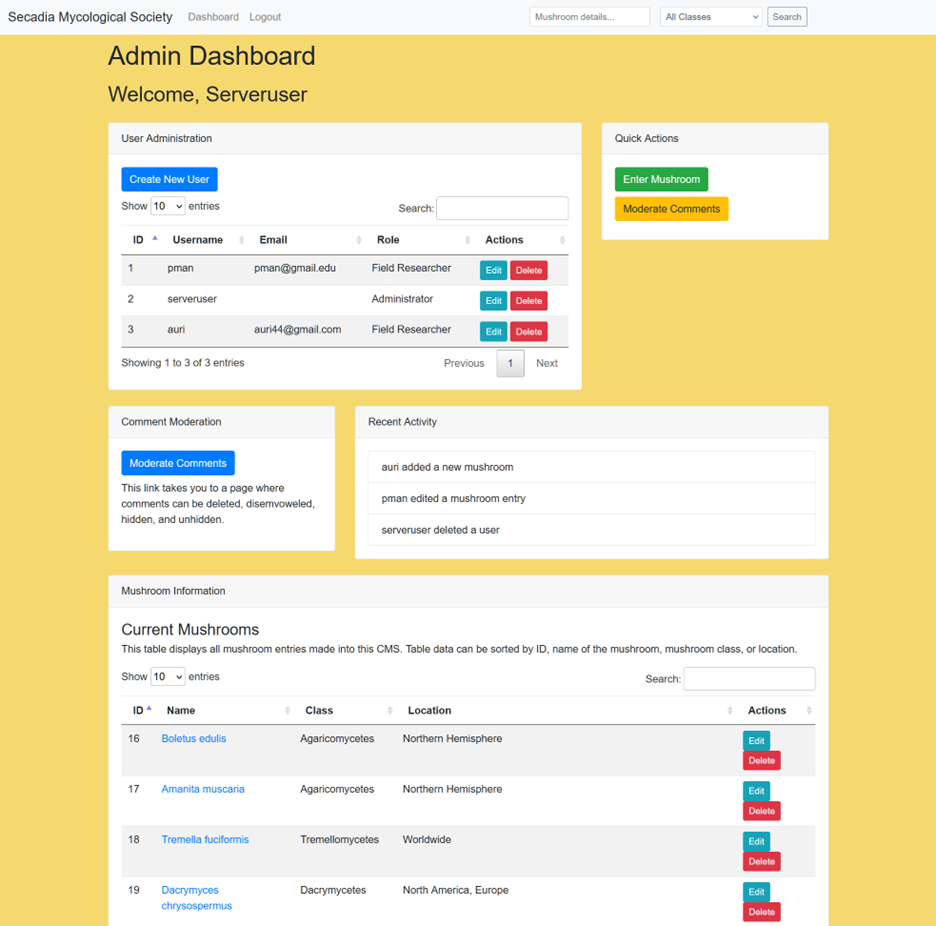 Secadia Mycological Society Dashboard Logout Mushroom details... All Classes Search
Admin Dashboard
Welcome, Serveruser
User Administration
Create New User
Show 10 entries Search:
ID Username Email Role Actions
1 pman pman@gmail.edu Field Researcher Edit Delete
2 serveruser Administrator Edit Delete
3 auri auri44@gmail.com Field Researcher Edit Delete
Showing 1 to 3 of 3 entries Previous 1 Next
Quick Actions
Enter Mushroom
Moderate Comments
Comment Moderation
Moderate Comments
This link takes you to a page where
comments can be deleted, disemvoweled,
hidden, and unhidden.
Recent Activity
auri added a new mushroom
pman edited a mushroom entry
serveruser deleted a user
Mushroom Information
Current Mushrooms
This table displays all mushroom entries made into this CMS. Table data can be sorted by ID, name of the mushroom, mushroom class, or location.
Show 10 entries Search:
ID Name Class Location Actions
16 Boletus edulis Agaricomycetes Northern Hemisphere Edit
Delete
17 Amanita muscaria Agaricomycetes Northern Hemisphere Edit
Delete
18 Tremella fuciformis Tremellomycetes Worldwide Edit
Delete
19 Dacrymyces Dacrymycetes North America, Europe Edit
chrysospermus Delete